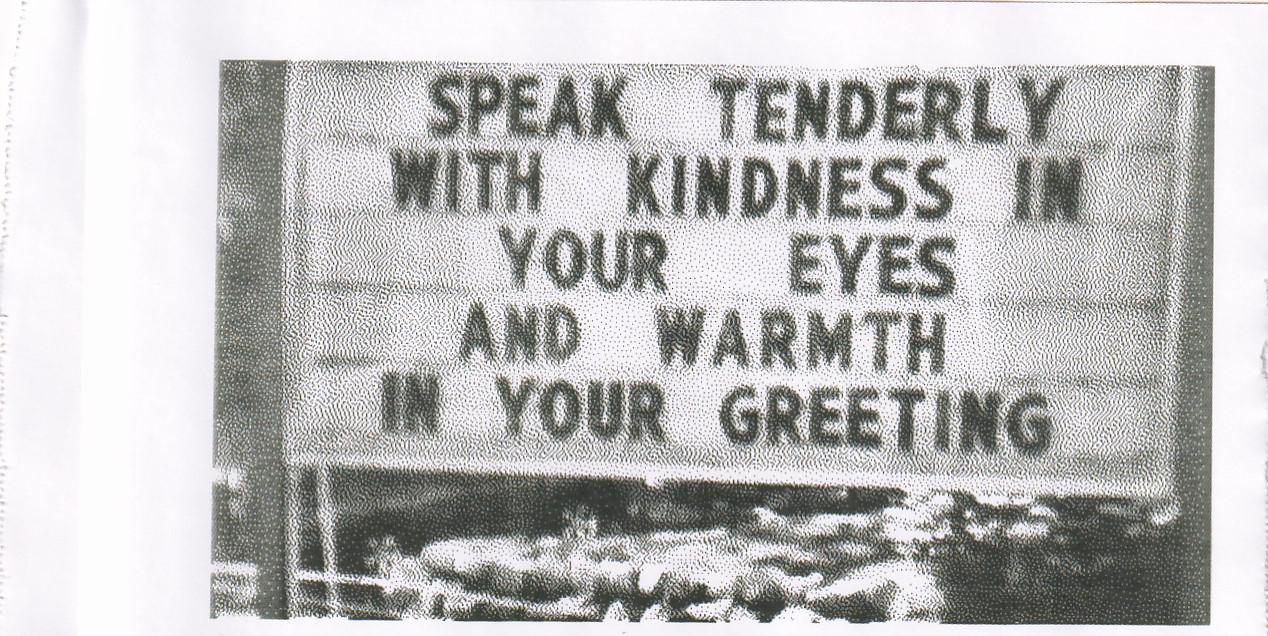 SPEAK TENDERLY
WITH KINDNESS IN
YOUR EYES
AND WARMTH
IN YOUR GREETING